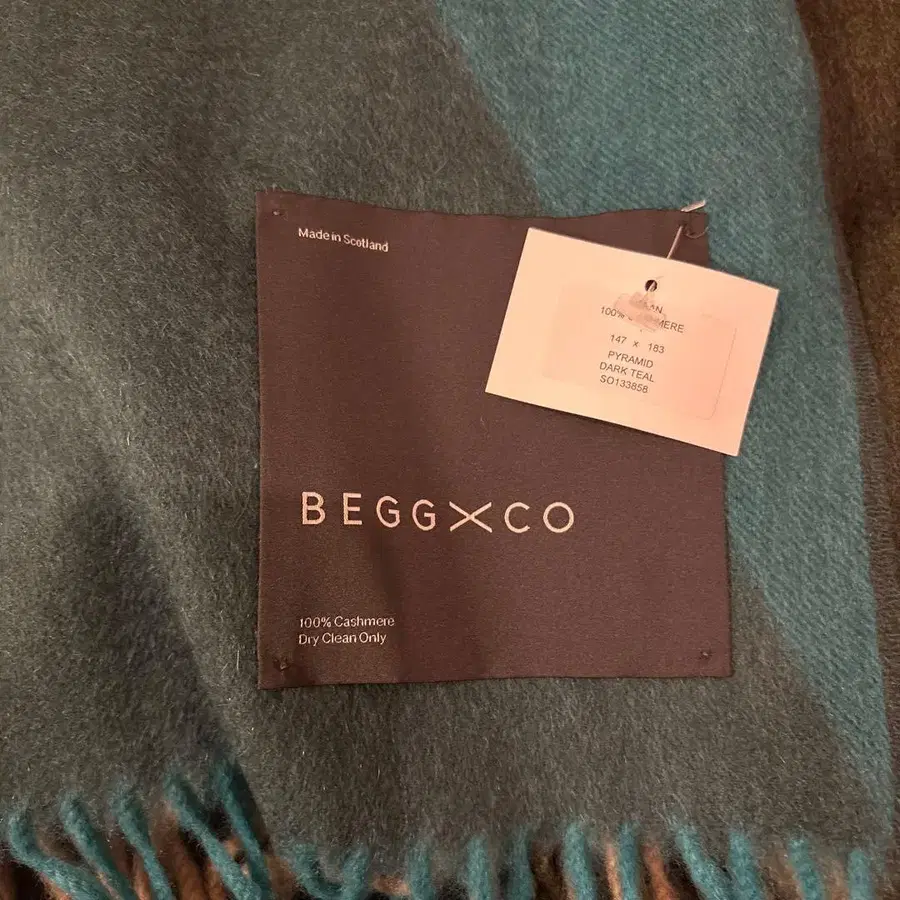 Made in Scotland
100% 
147 x 183
PYRAMID
DARK TEAL
SO133858
BEGG X CO
100% Cashmere
Dry Clean Only